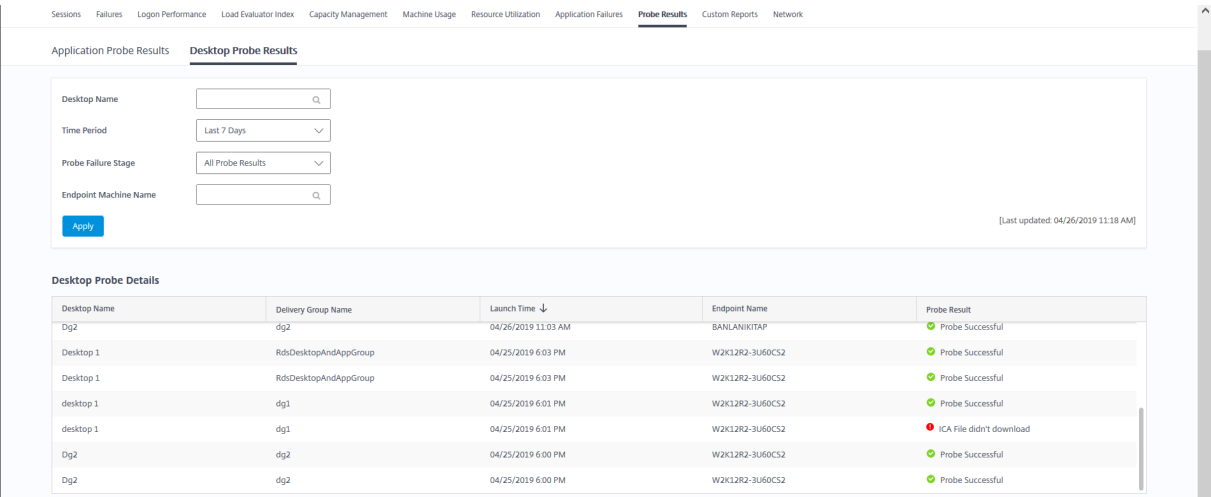 Sessions Failures Logon Performance Load Evaluator Index Capacity Management Machine Usage Resource Utilization Application Failures Probe Results Custom Reports Network
Application Probe Results Desktop Probe Results
Desktop Name
Time Period Last 7 Days
Probe Failure Stage All Probe Results
Endpoint Machine Name
Apply [Last updated: 04/26/2019 11:18 AM]
Desktop Probe Details
Desktop Name Delivery Group Name Launch Time Endpoint Name Probe Result
Dg2 dg2 04/26/2019 11:03 AM BANLANIKITAP Probe Successful
Desktop 1 RdsDesktopAndAppGroup 04/25/2019 6:03 PM W2K12R2-3U60CS2 Probe Successful
Desktop 1 RdsDesktopAndAppGroup 04/25/2019 6:03 PM W2K12R2-3U60CS2 Probe Successful
desktop 1 dg1 04/25/2019 6:01 PM W2K12R2-3U60CS2 Probe Successful
desktop 1 dg1 04/25/2019 6:01 PM W2K12R2-3U60CS2 ICA File didn't download
Dg2 dg2 04/25/2019 6:00 PM W2K12R2-3U60CS2 Probe Successful
Dg2 dg2 04/25/2019 6:00 PM W2K12R2-3U60CS2 Probe Successful